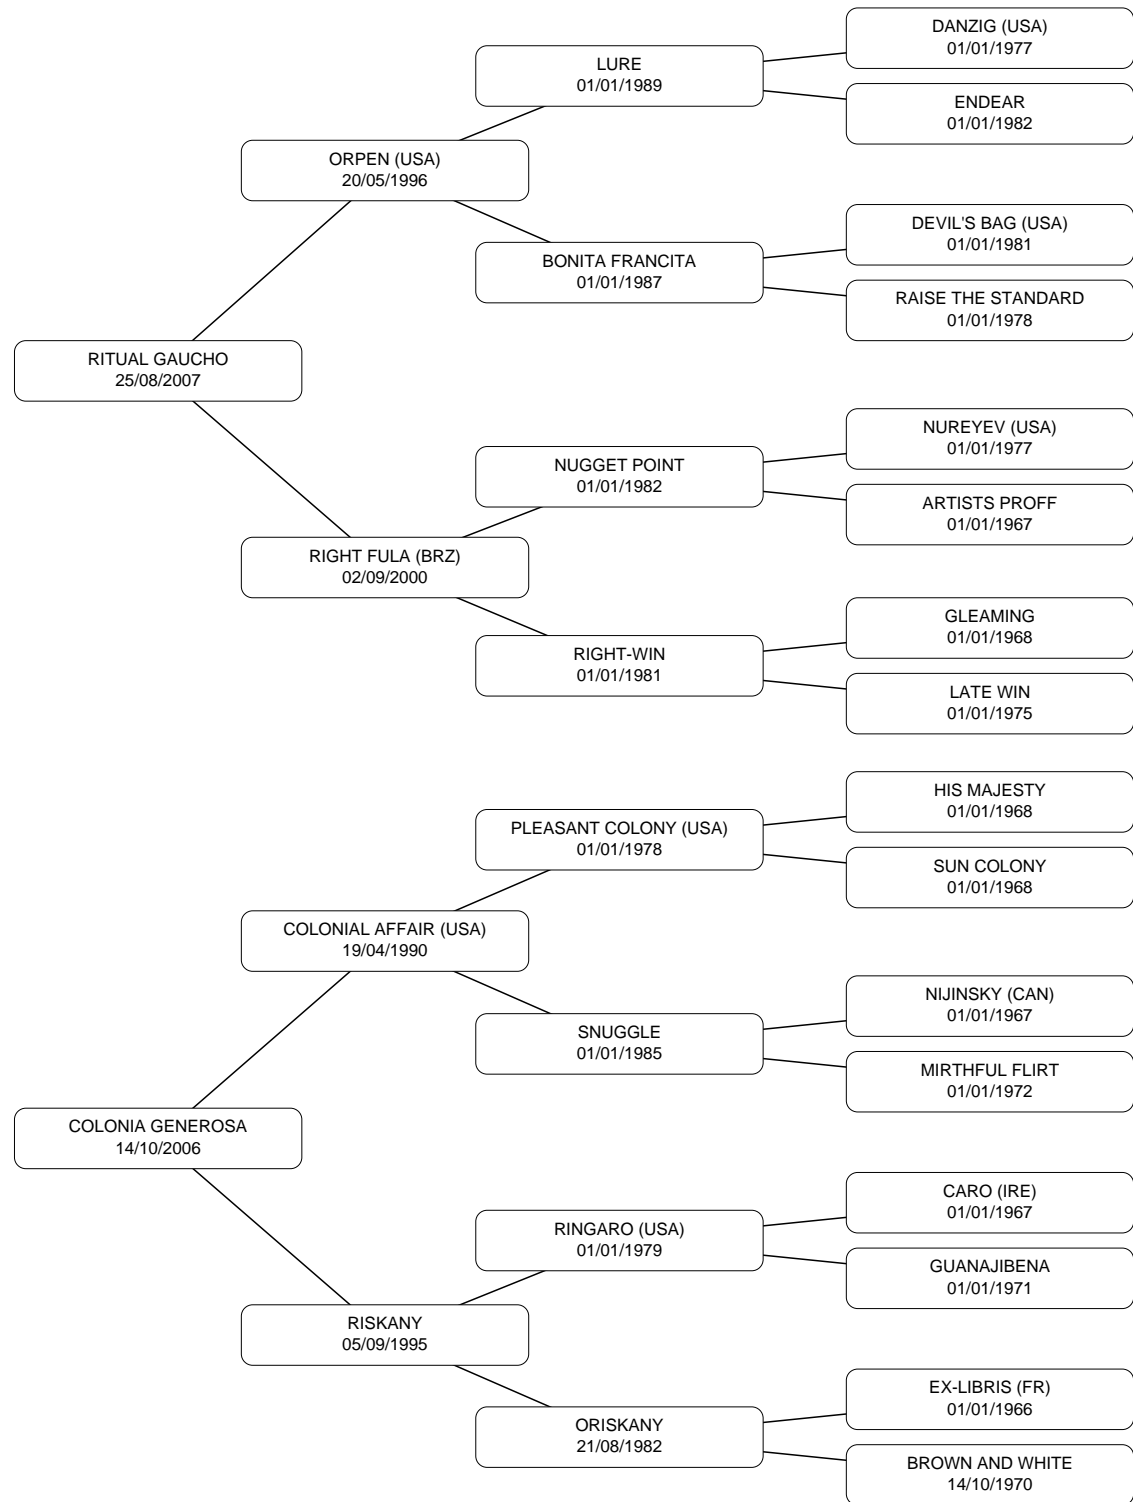 DANZIG (USA)
01/01/1977
LURE
01/01/1989
ENDEAR
01/01/1982
ORPEN (USA)
20/05/1996
DEVIL'S BAG (USA)
01/01/1981
BONITA FRANCITA
01/01/1987
RAISE THE STANDARD
01/01/1978
RITUAL GAUCHO
25/08/2007
NUREYEV (USA)
01/01/1977
NUGGET POINT
01/01/1982
ARTISTS PROFF
01/01/1967
RIGHT FULA (BRZ)
02/09/2000
GLEAMING
01/01/1968
RIGHT-WIN
01/01/1981
LATE WIN
01/01/1975
HIS MAJESTY
01/01/1968
PLEASANT COLONY (USA)
01/01/1978
SUN COLONY
01/01/1968
COLONIAL AFFAIR (USA)
19/04/1990
NIJINSKY (CAN)
01/01/1967
SNUGGLE
01/01/1985
MIRTHFUL FLIRT
01/01/1972
COLONIA GENEROSA
14/10/2006
CARO (IRE)
01/01/1967
RINGARO (USA)
01/01/1979
GUANAJIBENA
01/01/1971
RISKANY
05/09/1995
EX-LIBRIS (FR)
01/01/1966
ORISKANY
21/08/1982
BROWN AND WHITE
14/10/1970